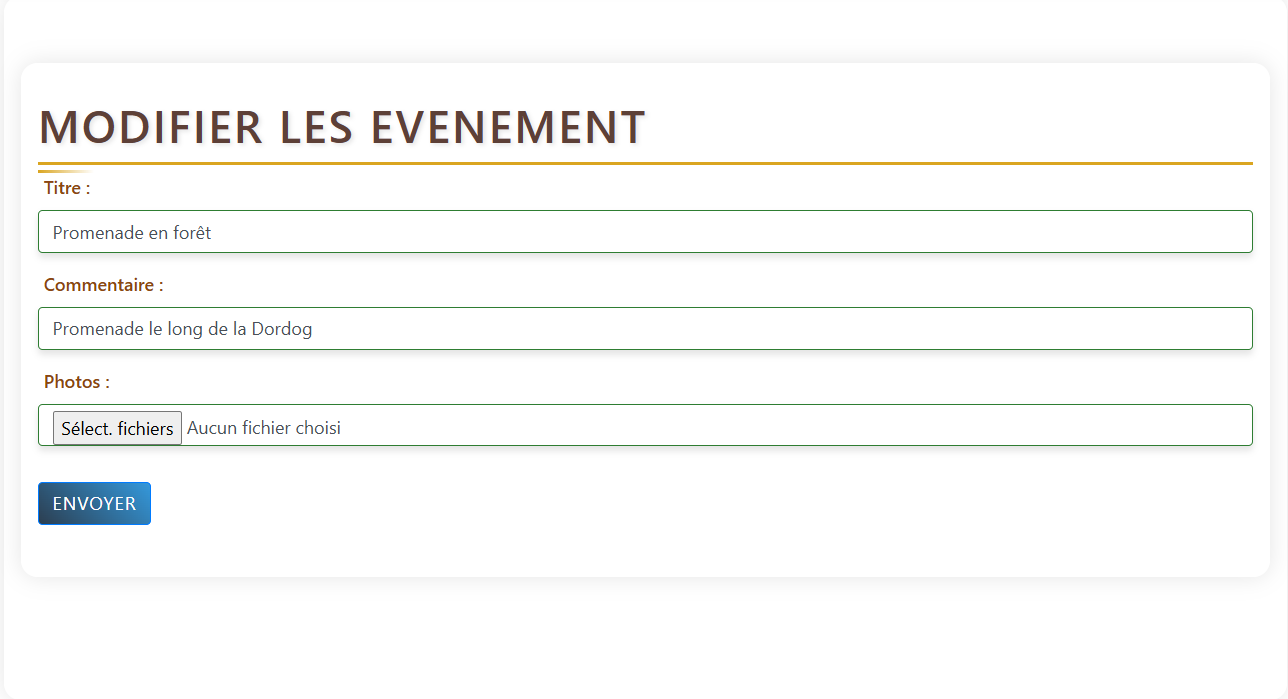 MODIFIER LES EVENEMENT
Titre :
Promenade en forêt
Commentaire :
Promenade le long de la Dordog
Photos :
Sélect. fichiers Aucun fichier choisi
ENVOYER